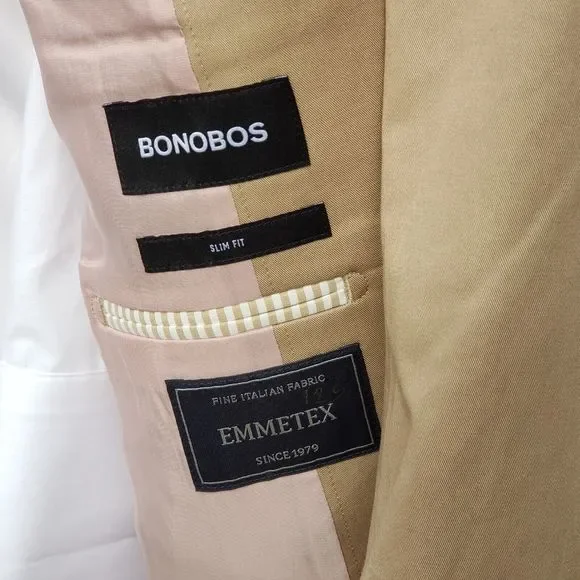 BONOBOS
SLIM FIT
FINE ITALIAN FABRIC
EMMETEX
SINCE 1979